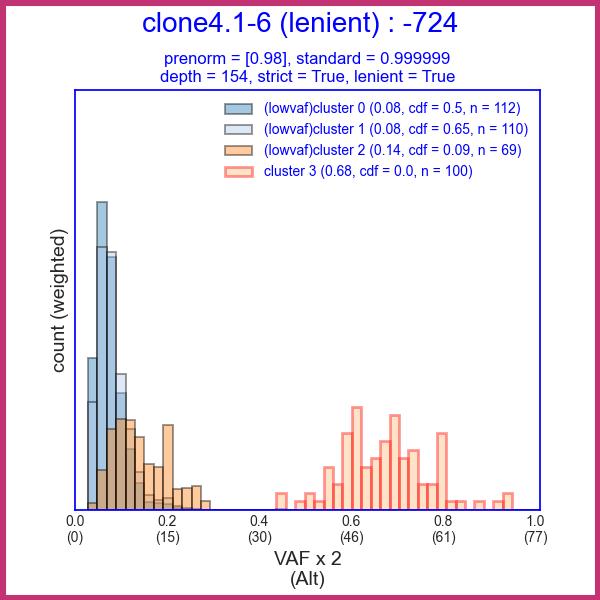 clone4.1-6 (lenient) : -724
prenorm = [0.98], standard = 0.999999
depth = 154, strict = True, lenient = True
(lowvaf)cluster 0 (0.08, cdf = 0.5, n = 112)
(lowvaf)cluster 1 (0.08, cdf = 0.65, n = 110)
(lowvaf)cluster 2 (0.14, cdf = 0.09, n = 69)
cluster 3 (0.68, cdf = 0.0, n = 100)
count (weighted)
0.0 0.2 0.4 0.6 0.8 1.0
(0) (15) (30) (46) (61) (77)
VAF x 2
(Alt)